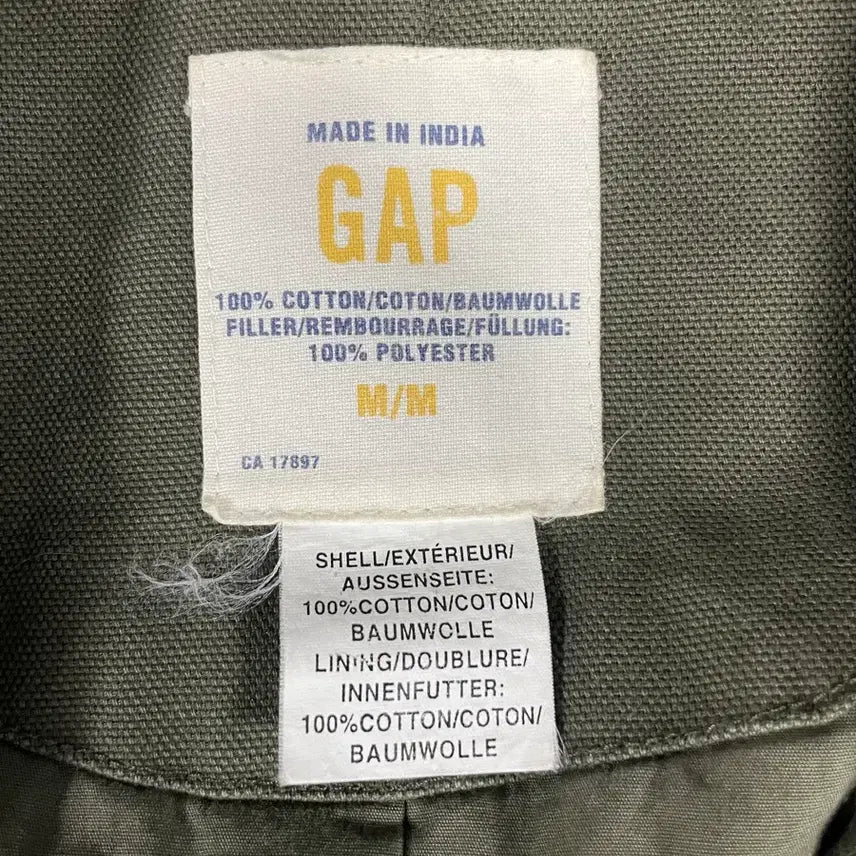 MADE IN INDIA
GAP
100% COTTON/COTON/BAUMWOLLE
FILLER/REMBOURRAGE/FÜLLUNG:
100% POLYESTER
M/M
CA 17897
SHELL/EXTÉRIEUR/
AUSSENSEITE:
100%COTTON/COTON/
BAUMWOLLE
LINING/DOUBLURE/
INNENFUTTER:
100%COTTON/COTON/
BAUMWOLLE